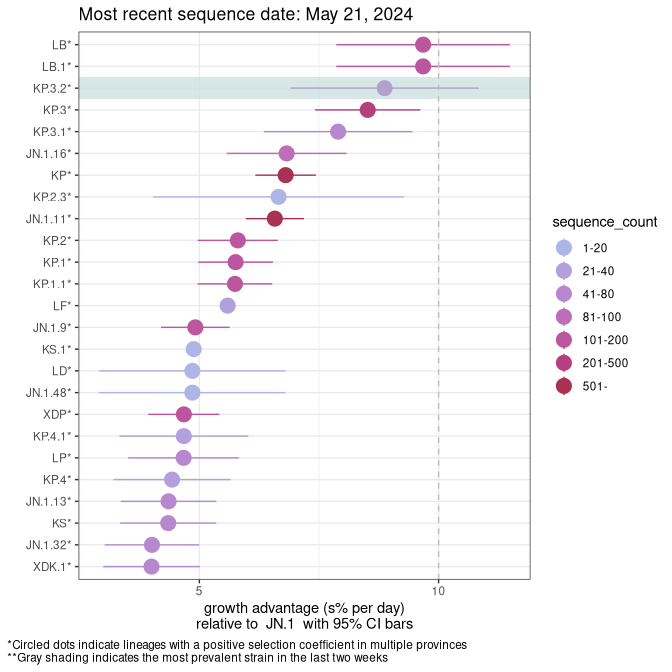 Most recent sequence date: May 21, 2024
LB*
LB.1*
KP.3.2*
KP.3*
KP.3.1*
JN.1.16*
KP*
KP.2.3*
JN.1.11*
KP.2*
KP.1*
KP.1.1*
LF*
JN.1.9*
KS.1*
LD*
JN.1.48*
XDP*
KP.4.1*
LP*
KP.4*
JN.1.13*
KS*
JN.1.32*
XDK.1*
5 10
growth advantage (s% per day)
relative to JN.1 with 95% CI bars
sequence_count
1-20
21-40
41-80
81-100
101-200
201-500
501-
*Circled dots indicate lineages with a positive selection coefficient in multiple provinces
**Gray shading indicates the most prevalent strain in the last two weeks